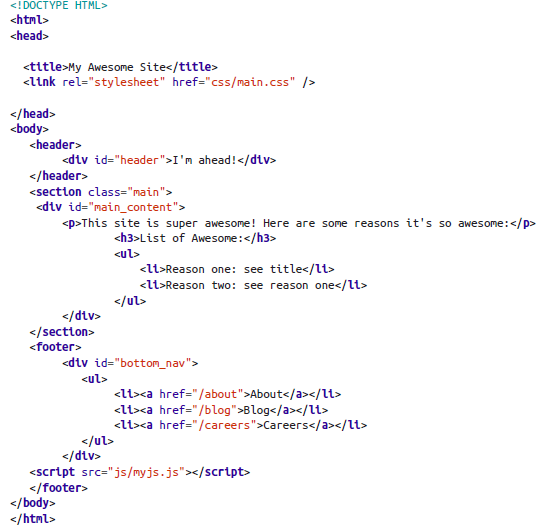 <!DOCTYPE HTML>
<html>
<head>
<title>My Awesome Site</title>
<link rel="stylesheet" href="css/main.css" />
</head>
<body>
<header>
<div id="header">I'm ahead!</div>
</header>
<section class="main">
<div id="main_content">
<p>This site is super awesome! Here are some reasons it's so awesome:</p>
<h3>List of Awesome:</h3>
<ul>
<li>Reason one: see title</li>
<li>Reason two: see reason one</li>
</ul>
</div>
</section>
<footer>
<div id="bottom_nav">
<ul>
<li><a href="/about">About</a></li>
<li><a href="/blog">Blog</a></li>
<li><a href="/careers">Careers</a></li>
</ul>
</div>
<script src="js/myjs.js"></script>
</footer>
</body>
</html>